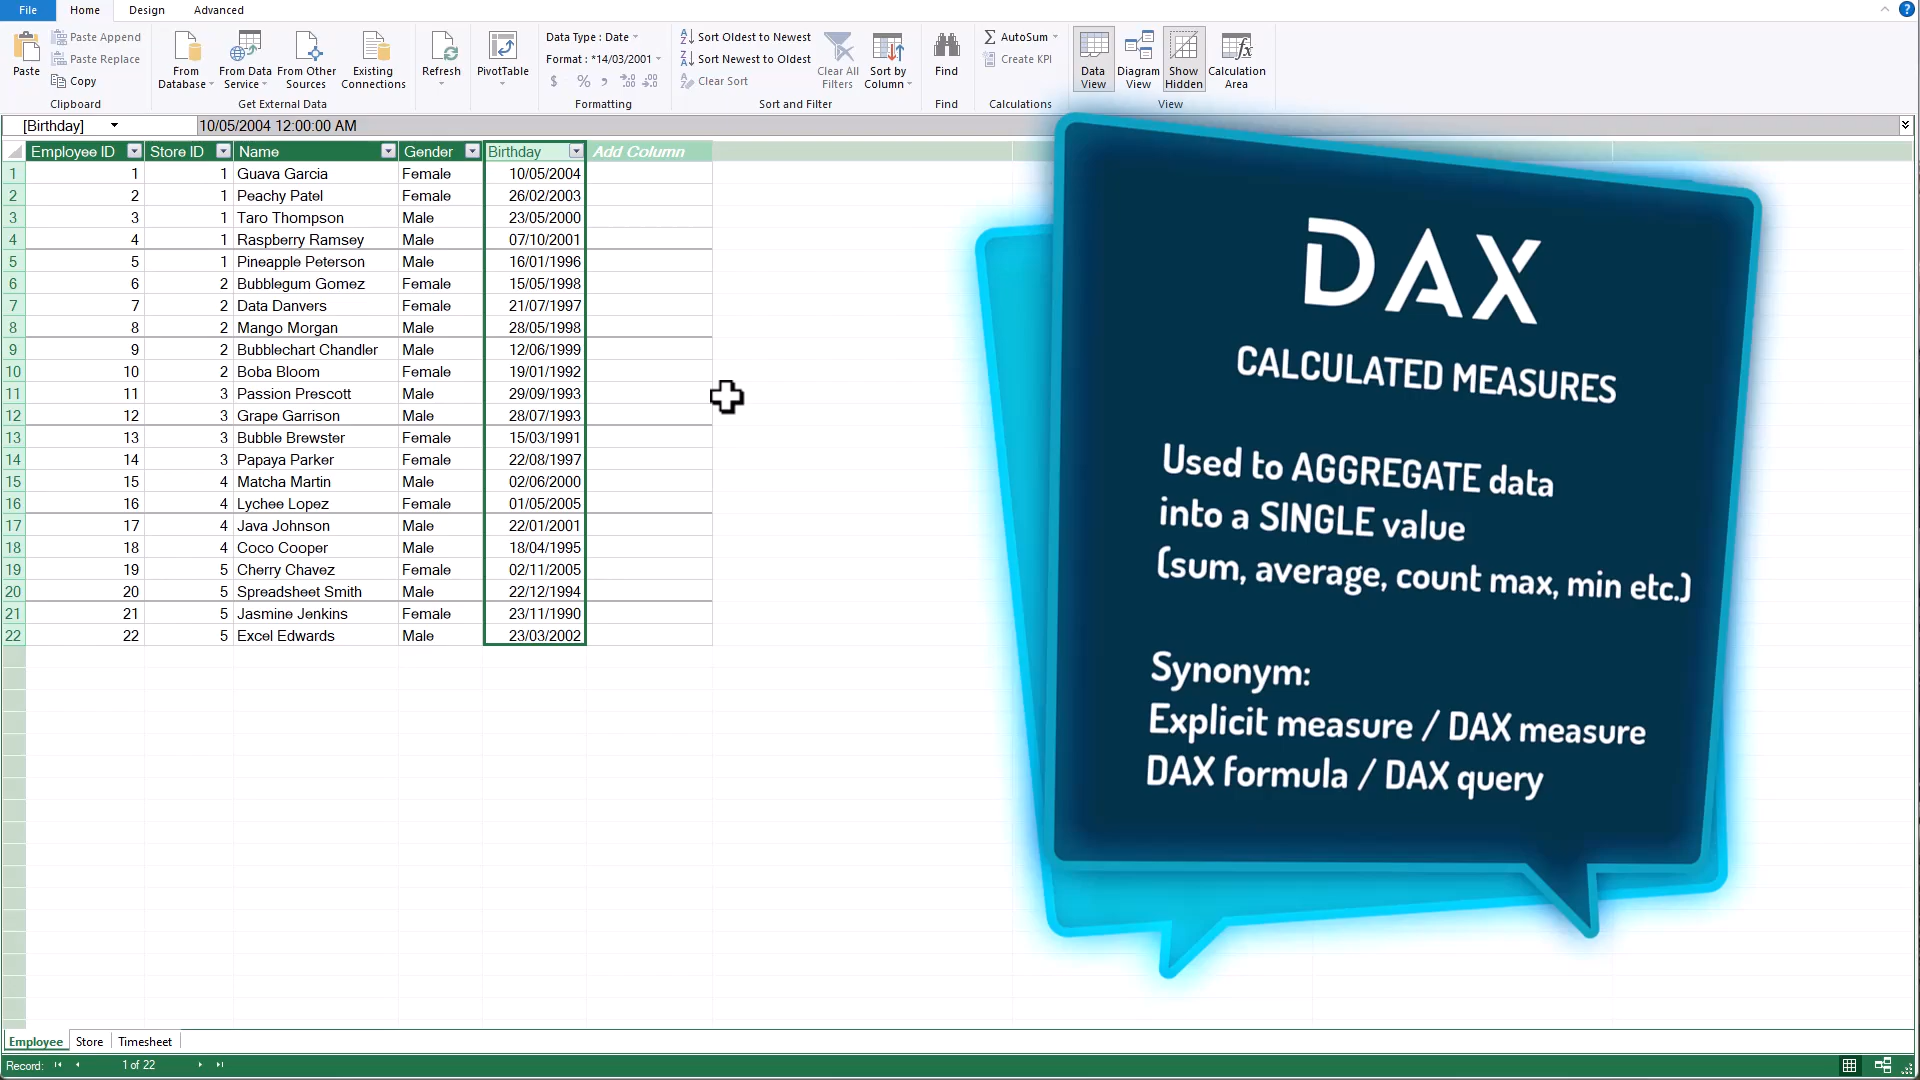 File Home Design Advanced
Paste
Paste Append
Paste Replace
Copy
Clipboard
From Database
From Data Service
From Other Sources
Existing Connections
Get External Data
Refresh
PivotTable
Data Type : Date
Format : *14/03/2001
$ % , .00 .00
Formatting
Sort Oldest to Newest
Sort Newest to Oldest
Clear Sort
Clear All Filters
Sort by Column
Sort and Filter
Find
Find
AutoSum
Create KPI
Calculations
Data View
Diagram View
Show Hidden
Calculation Area
View
[Birthday] 10/05/2004 12:00:00 AM
Employee ID Store ID Name Gender Birthday Add Column
1 1 1 Guava Garcia Female 10/05/2004
2 2 1 Peachy Patel Female 26/02/2003
3 3 1 Taro Thompson Male 23/05/2000
4 4 1 Raspberry Ramsey Male 07/10/2001
5 5 1 Pineapple Peterson Male 16/01/1996
6 6 2 Bubblegum Gomez Female 15/05/1998
7 7 2 Data Danvers Female 21/07/1997
8 8 2 Mango Morgan Male 28/05/1998
9 9 2 Bubblechart Chandler Male 12/06/1999
10 10 2 Boba Bloom Female 19/01/1992
11 11 3 Passion Prescott Male 29/09/1993
12 12 3 Grape Garrison Male 28/07/1993
13 13 3 Bubble Brewster Female 15/03/1991
14 14 3 Papaya Parker Female 22/08/1997
15 15 4 Matcha Martin Male 02/06/2000
16 16 4 Lychee Lopez Female 01/05/2005
17 17 4 Java Johnson Male 22/01/2001
18 18 4 Coco Cooper Male 18/04/1995
19 19 5 Cherry Chavez Female 02/11/2005
20 20 5 Spreadsheet Smith Male 22/12/1994
21 21 5 Jasmine Jenkins Female 23/11/1990
22 22 5 Excel Edwards Male 23/03/2002
DAX
CALCULATED MEASURES
Used to AGGREGATE data
into a SINGLE value
(sum, average, count max, min etc.)
Synonym:
Explicit measure / DAX measure
DAX formula / DAX query
Employee Store Timesheet
Record: 1 of 22